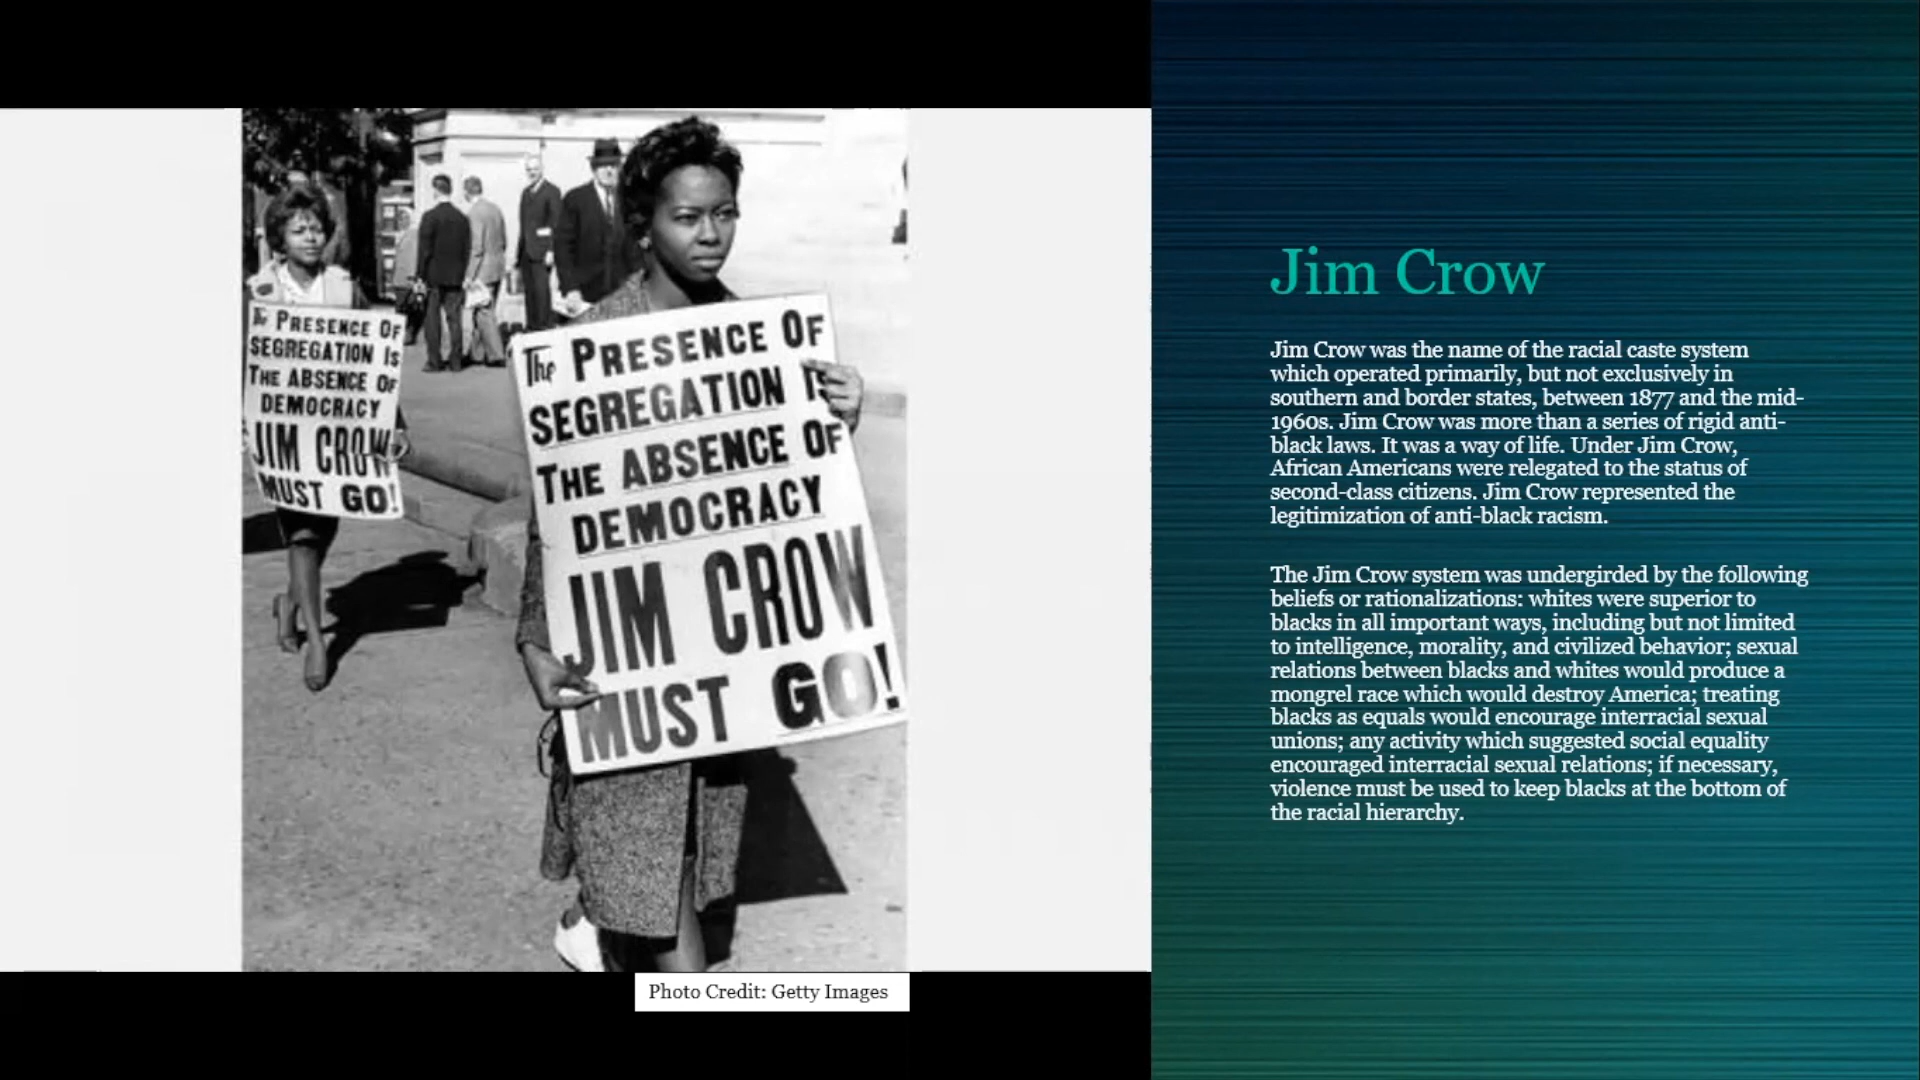 The PRESENCE OF
SEGREGATION IS
THE ABSENCE OF
DEMOCRACY
JIM CROW
MUST GO!
The PRESENCE OF
SEGREGATION IS
THE ABSENCE OF
DEMOCRACY
JIM CROW
MUST GO!
Photo Credit: Getty Images
Jim Crow
Jim Crow was the name of the racial caste system
which operated primarily, but not exclusively in
southern and border states, between 1877 and the mid-
1960s. Jim Crow was more than a series of rigid anti-
black laws. It was a way of life. Under Jim Crow,
African Americans were relegated to the status of
second-class citizens. Jim Crow represented the
legitimization of anti-black racism.
The Jim Crow system was undergirded by the following
beliefs or rationalizations: whites were superior to
blacks in all important ways, including but not limited
to intelligence, morality, and civilized behavior; sexual
relations between blacks and whites would produce a
mongrel race which would destroy America; treating
blacks as equals would encourage interracial sexual
unions; any activity which suggested social equality
encouraged interracial sexual relations; if necessary,
violence must be used to keep blacks at the bottom of
the racial hierarchy.